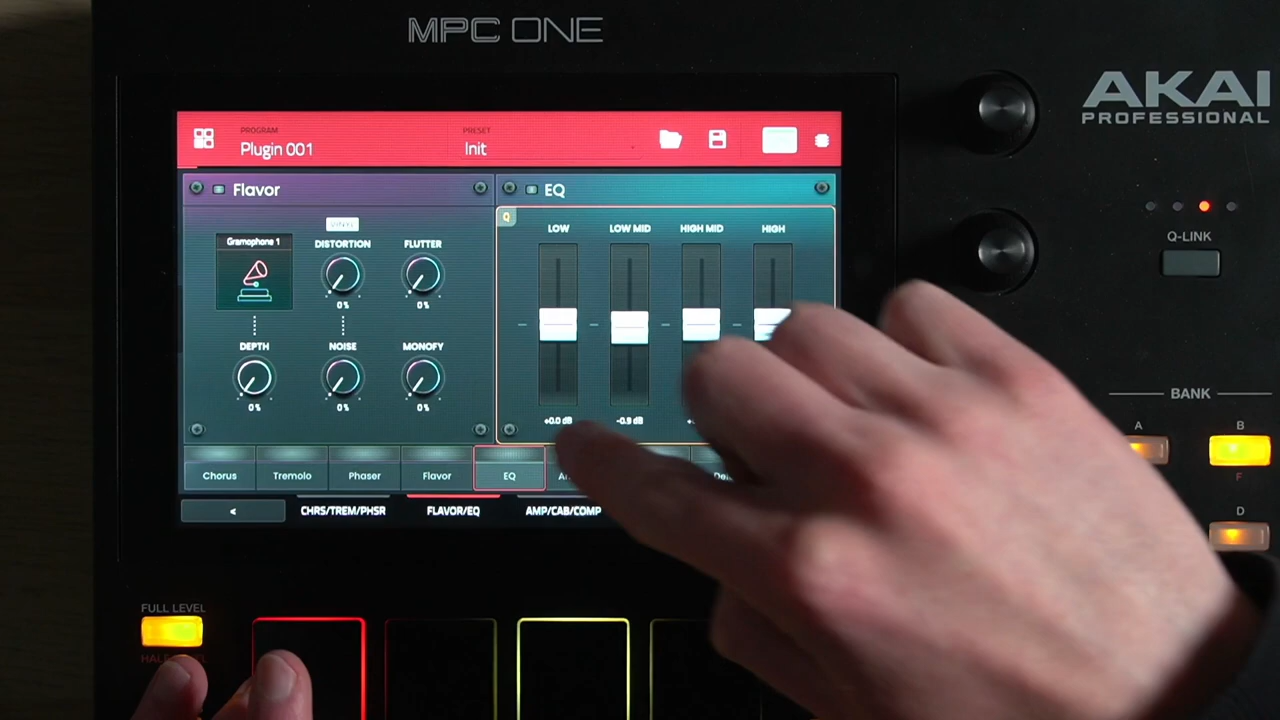 MPC ONE
AKAI
PROFESSIONAL
PROGRAM
Plugin 001
PRESET
Init
Flavor
EQ
VINYL
Q
Gramophone 1
DISTORTION
FLUTTER
0 %
0 %
DEPTH
NOISE
MONOFY
0 %
0 %
0 %
LOW
LOW MID
HIGH MID
HIGH
+0.0 dB
-0.9 dB
Chorus
Tremolo
Phaser
Flavor
EQ
<
CHRS/TREM/PHSR
FLAVOR/EQ
AMP/CAB/COMP
Q-LINK
BANK
A
B
F
D
FULL LEVEL